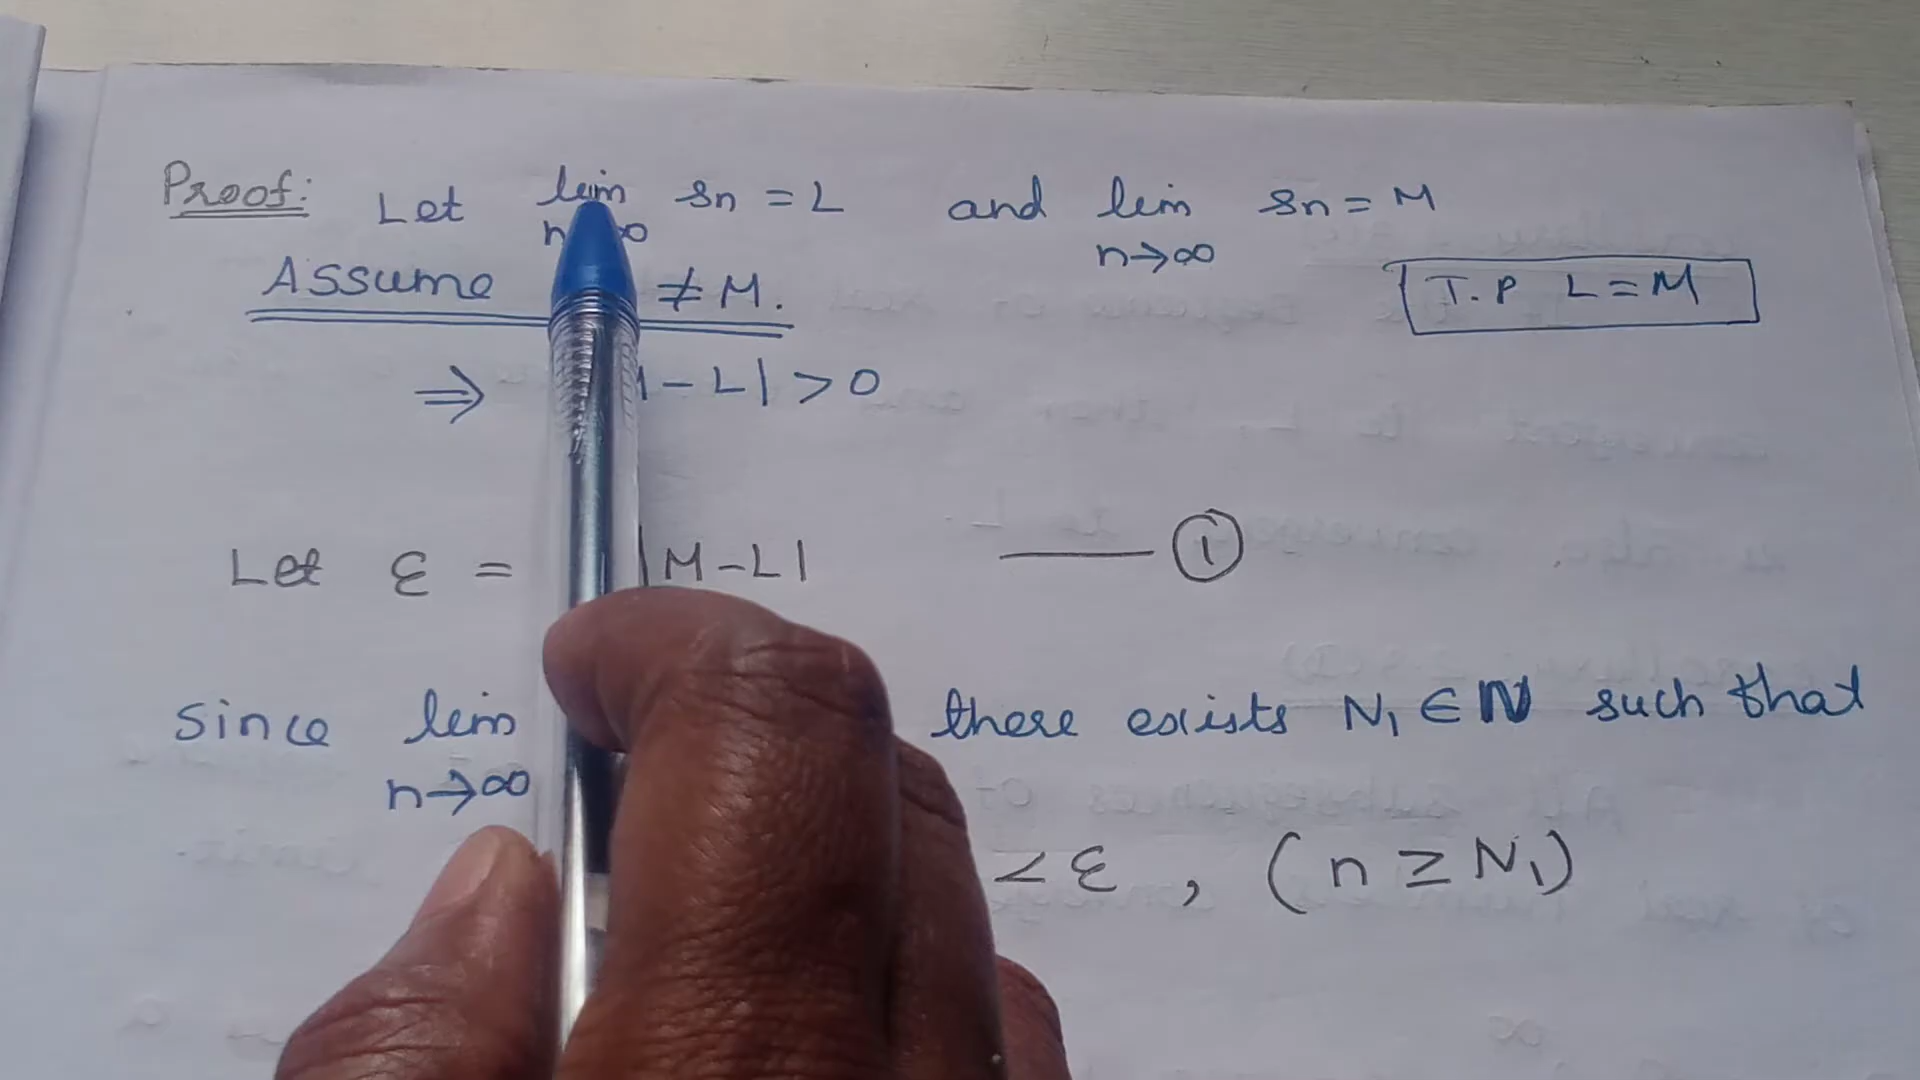 Proof: Let lim sn = L and lim sn = M
n ∞ n→∞
Assume ≠ M. T.P L = M
⇒ - L| > 0
Let ε = |M-L| ——— ①
Since lim there exists N₁ ∈ ℕ such that
n→∞
< ε , (n ≥ N₁)